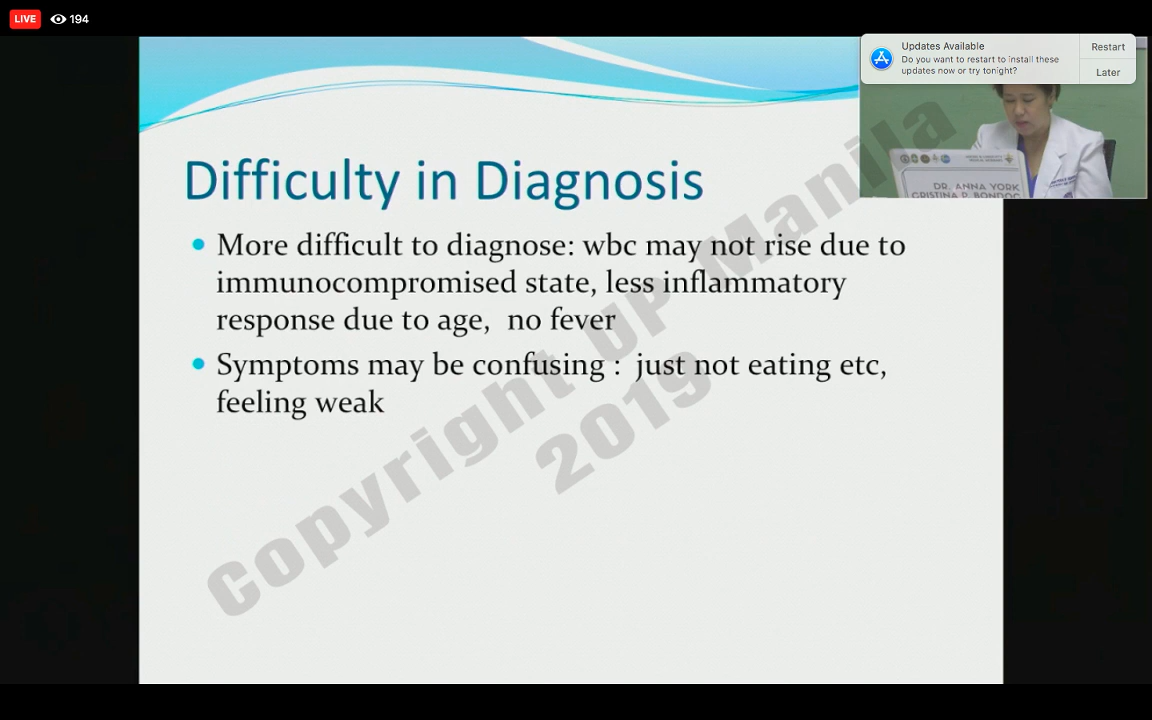 LIVE 194
Updates Available
Do you want to restart to install these
updates now or try tonight?
Restart
Later
DR. ANNA YORK
CRISTINA P. BONDOC
Difficulty in Diagnosis
• More difficult to diagnose: wbc may not rise due to
immunocompromised state, less inflammatory
response due to age, no fever
• Symptoms may be confusing : just not eating etc,
feeling weak
Copyright UP Manila
2019